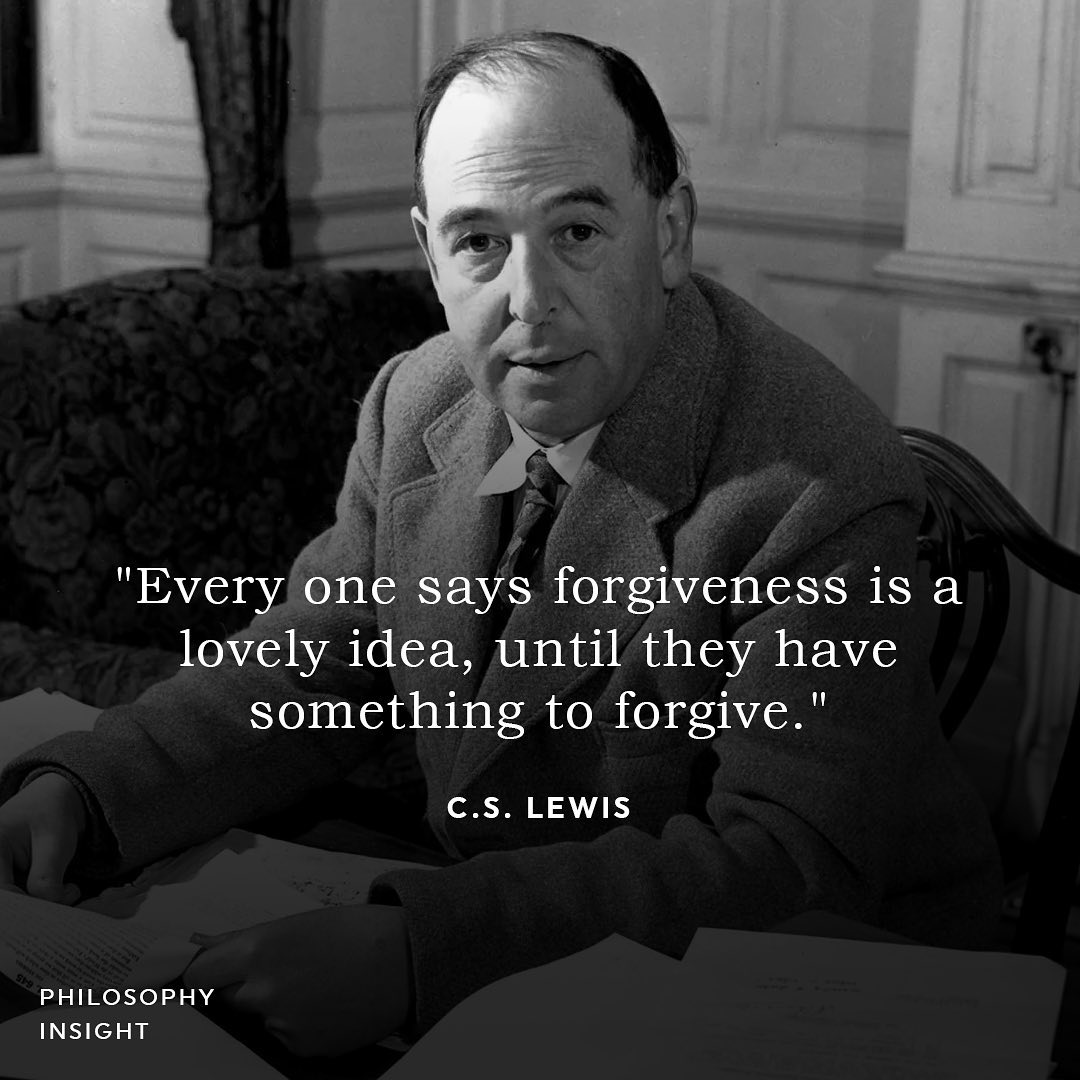 "Every one says forgiveness is a
lovely idea, until they have
something to forgive."
C.S. LEWIS
PHILOSOPHY
INSIGHT